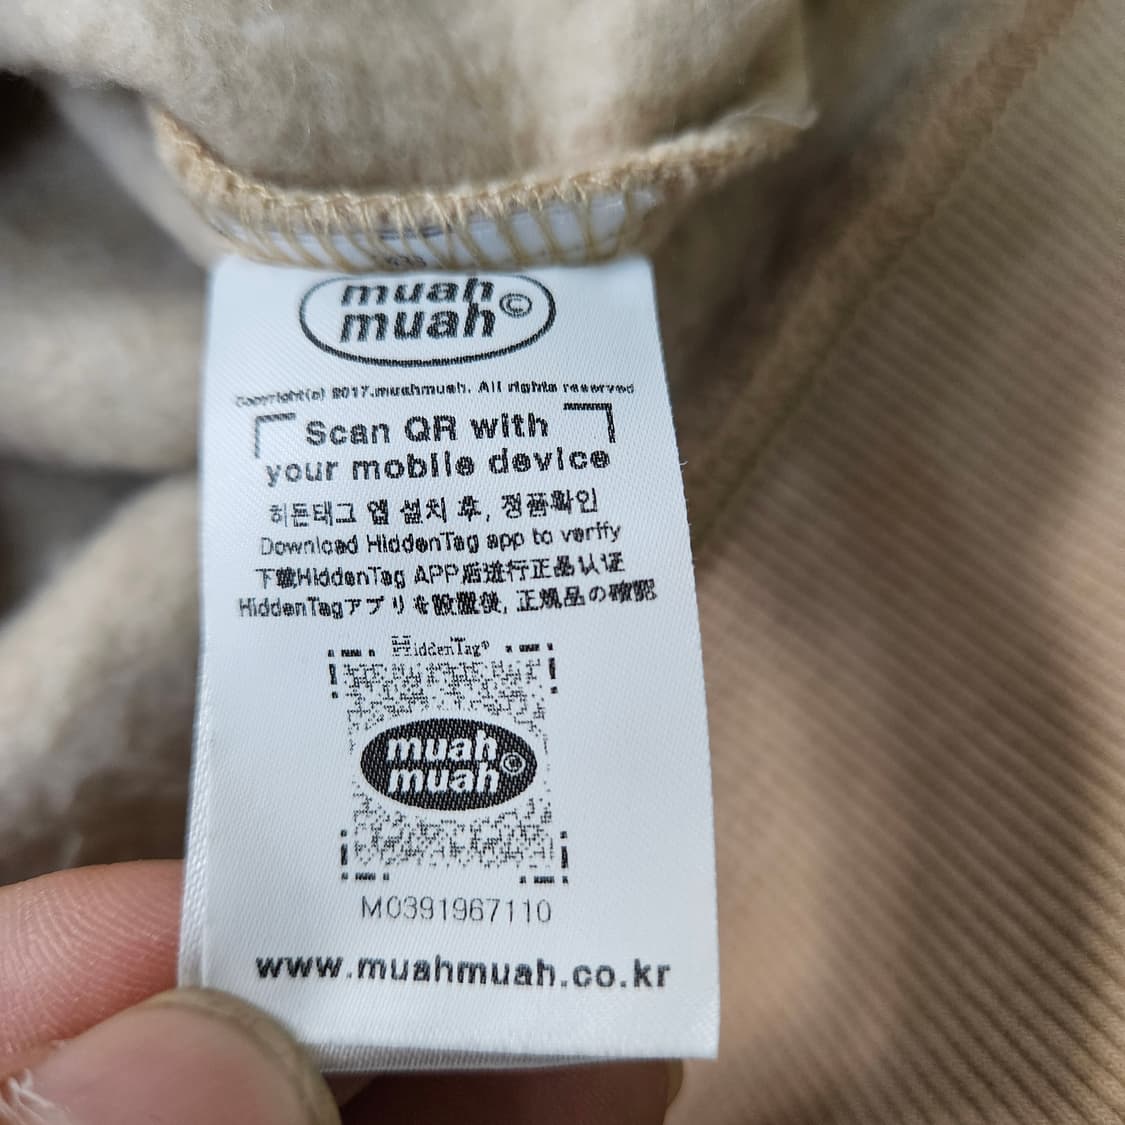 muah
muah©
Copyright(c) 2017.muahmuah. All rights reserved
Scan QR with
your mobile device
히든태그 앱 설치 후, 정품확인
Download HiddenTag app to verify
下載HiddenTag APP后进行正品认证
HiddenTagアプリを設置後, 正規品の確認
HiddenTag®
muah
muah©
M0391967110
www.muahmuah.co.kr